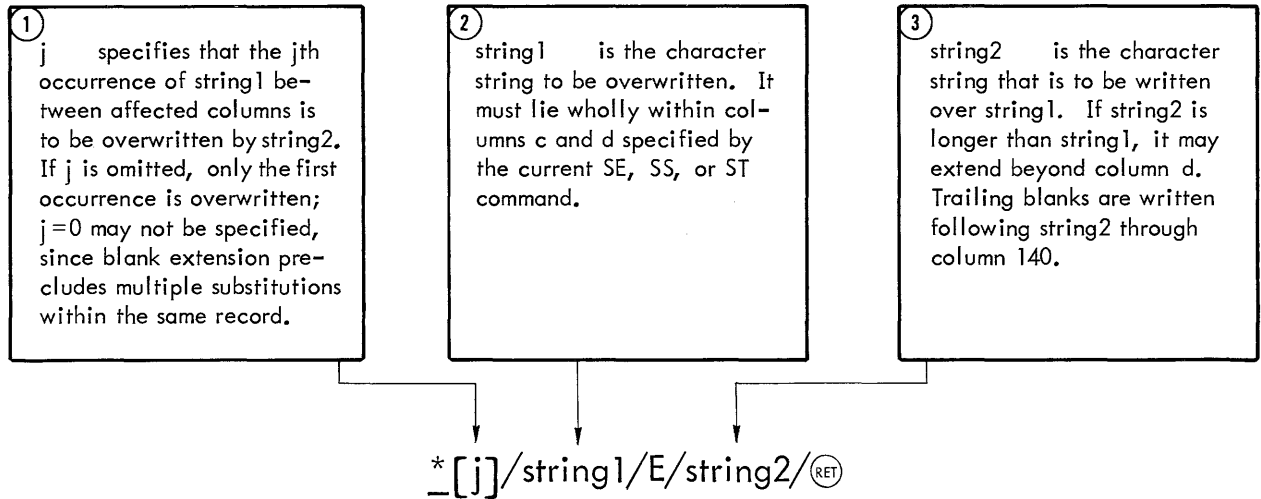 1
j specifies that the jth
occurrence of string1 be-
tween affected columns is
to be overwritten by string2.
If j is omitted, only the first
occurrence is overwritten;
j=0 may not be specified,
since blank extension pre-
cludes multiple substitutions
within the same record.
2
string1 is the character
string to be overwritten. It
must lie wholly within col-
umns c and d specified by
the current SE, SS, or ST
command.
3
string2 is the character
string that is to be written
over string1. If string2 is
longer than string1, it may
extend beyond column d.
Trailing blanks are written
following string2 through
column 140.
*[j]/string1/E/string2/ RET